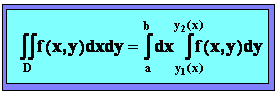 ∬f(x,y)dxdy = ∫dx ∫f(x,y)dy
D a b y₁(x) y₂(x)